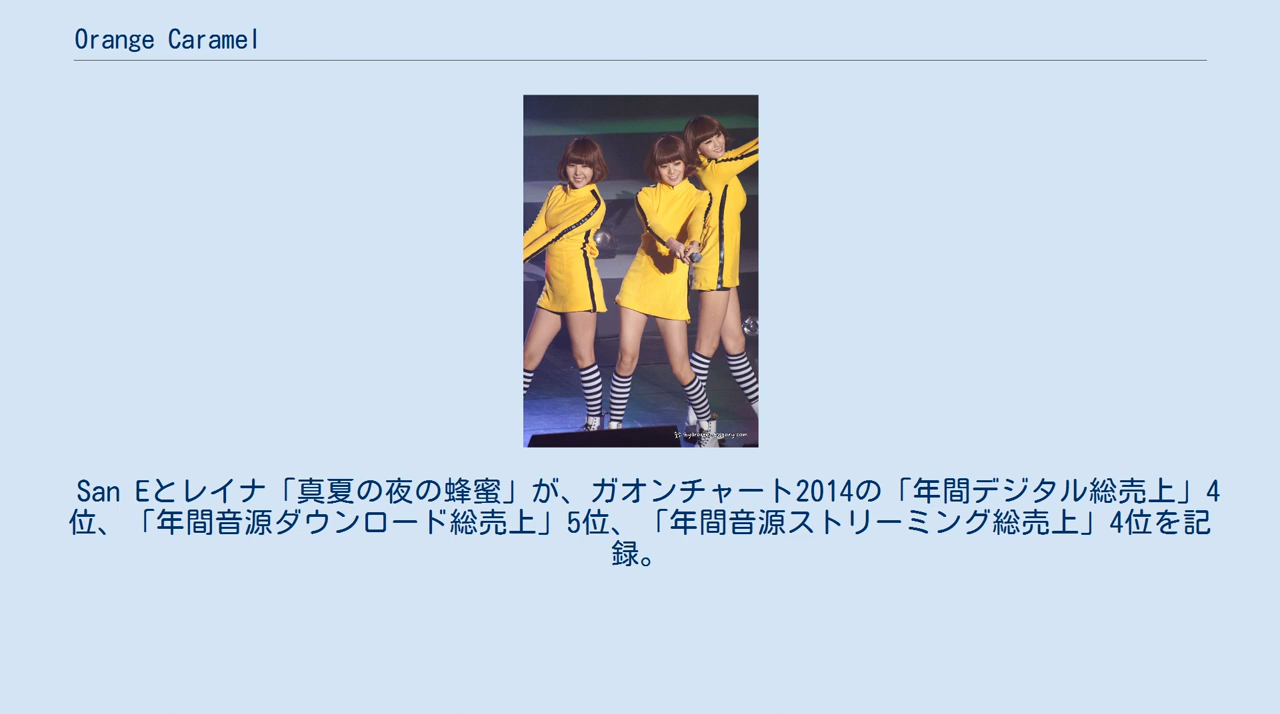 Orange Caramel
San Eとレイナ「真夏の夜の蜂蜜」が、ガオンチャート2014の「年間デジタル総売上」4
位、「年間音源ダウンロード総売上」5位、「年間音源ストリーミング総売上」4位を記
録。